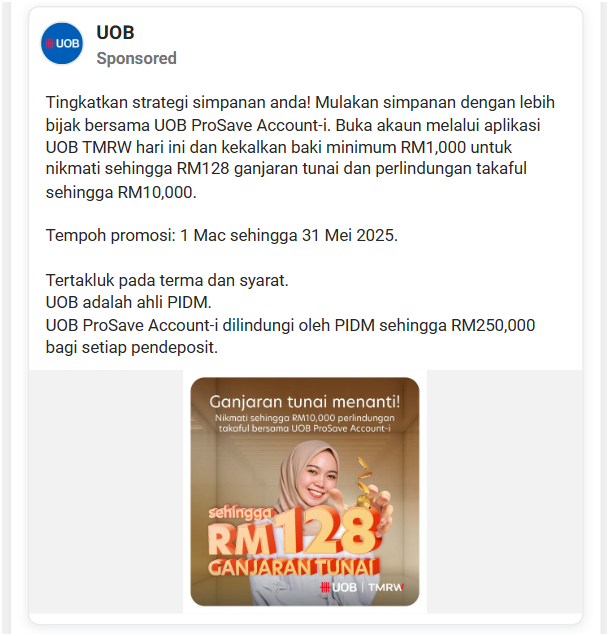 UOB
UOB
Sponsored
Tingkatkan strategi simpanan anda! Mulakan simpanan dengan lebih
bijak bersama UOB ProSave Account-i. Buka akaun melalui aplikasi
UOB TMRW hari ini dan kekalkan baki minimum RM1,000 untuk
nikmati sehingga RM128 ganjaran tunai dan perlindungan takaful
sehingga RM10,000.
Tempoh promosi: 1 Mac sehingga 31 Mei 2025.
Tertakluk pada terma dan syarat.
UOB adalah ahli PIDM.
UOB ProSave Account-i dilindungi oleh PIDM sehingga RM250,000
bagi setiap pendeposit.
Ganjaran tunai menanti!
Nikmati sehingga RM10,000 perlindungan
takaful bersama UOB ProSave Account-i
sehingga
RM128
GANJARAN TUNAI
UOB | TMRW